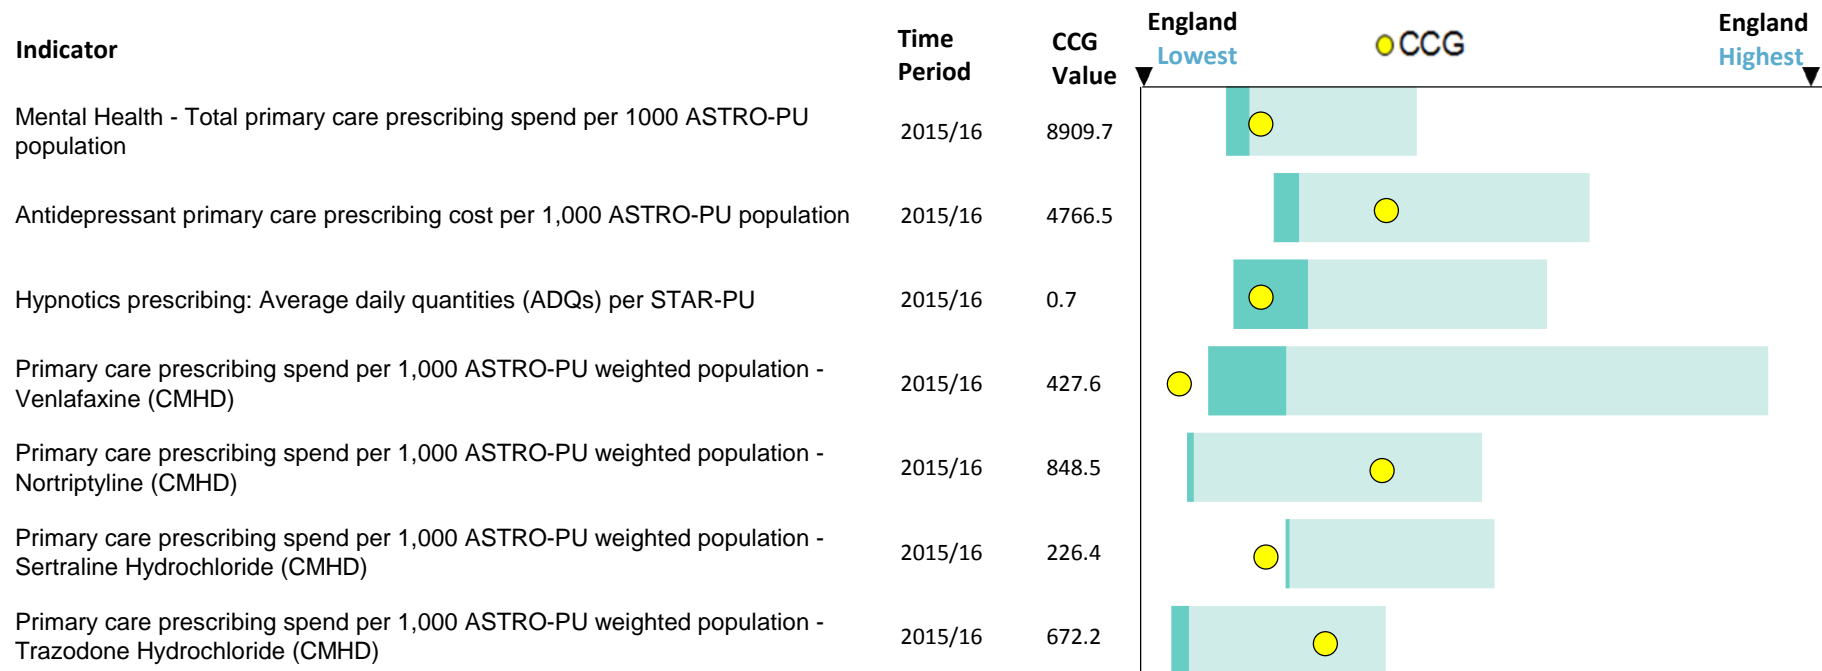 Indicator
Time
Period
CCG
Value
England
Lowest
CCG
England
Highest
Mental Health - Total primary care prescribing spend per 1000 ASTRO-PU
population
2015/16
8909.7
Antidepressant primary care prescribing cost per 1,000 ASTRO-PU population
2015/16
4766.5
Hypnotics prescribing: Average daily quantities (ADQs) per STAR-PU
2015/16
0.7
Primary care prescribing spend per 1,000 ASTRO-PU weighted population -
Venlafaxine (CMHD)
2015/16
427.6
Primary care prescribing spend per 1,000 ASTRO-PU weighted population -
Nortriptyline (CMHD)
2015/16
848.5
Primary care prescribing spend per 1,000 ASTRO-PU weighted population -
Sertraline Hydrochloride (CMHD)
2015/16
226.4
Primary care prescribing spend per 1,000 ASTRO-PU weighted population -
Trazodone Hydrochloride (CMHD)
2015/16
672.2